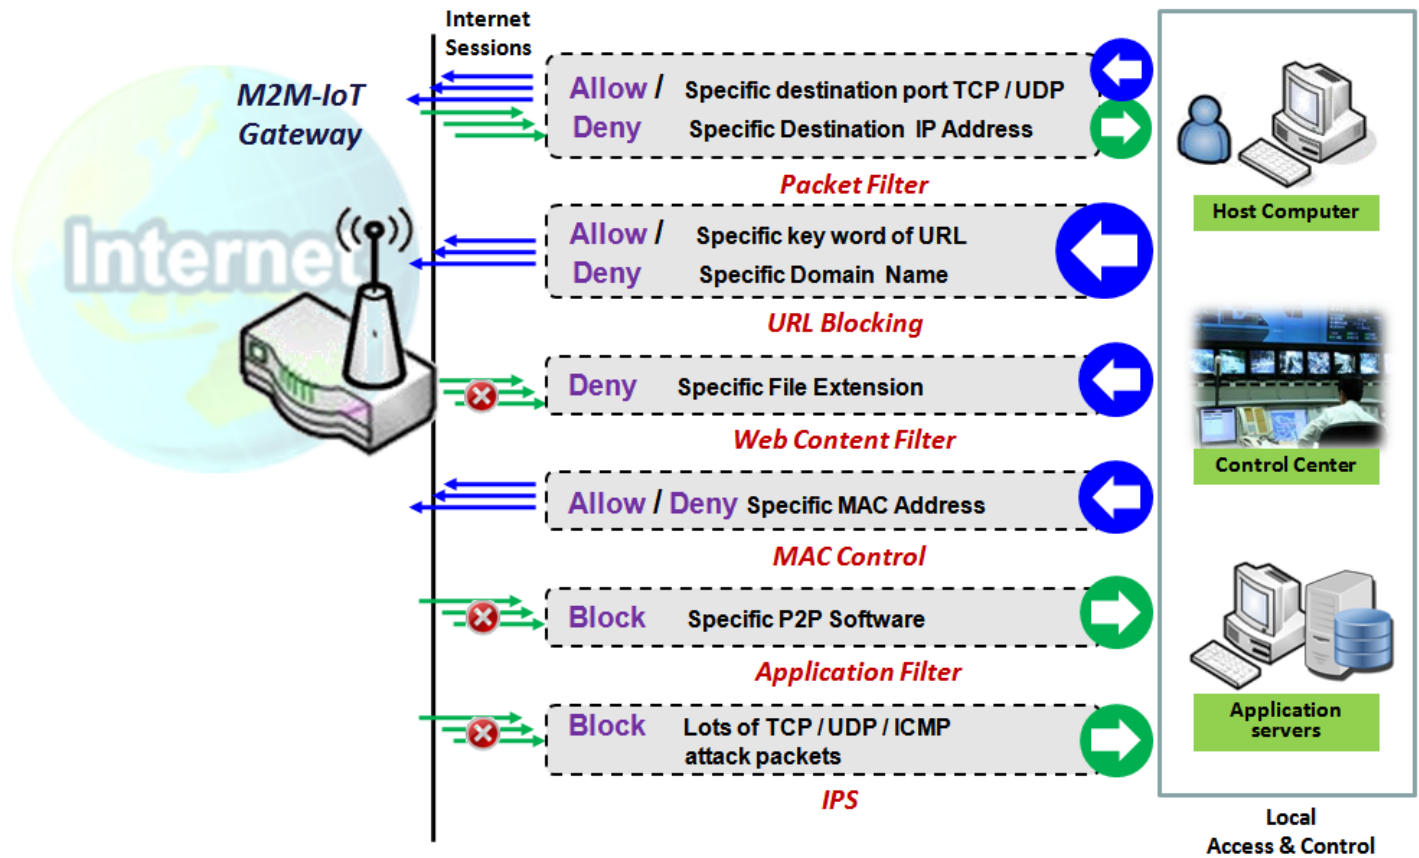 Internet
Sessions
M2M-IoT
Gateway
Internet
Allow / Specific destination port TCP / UDP
Deny Specific Destination IP Address
Packet Filter
Allow / Specific key word of URL
Deny Specific Domain Name
URL Blocking
Deny Specific File Extension
Web Content Filter
Allow / Deny Specific MAC Address
MAC Control
Block Specific P2P Software
Application Filter
Block Lots of TCP / UDP / ICMP
attack packets
IPS
Host Computer
Control Center
Application
servers
Local
Access & Control